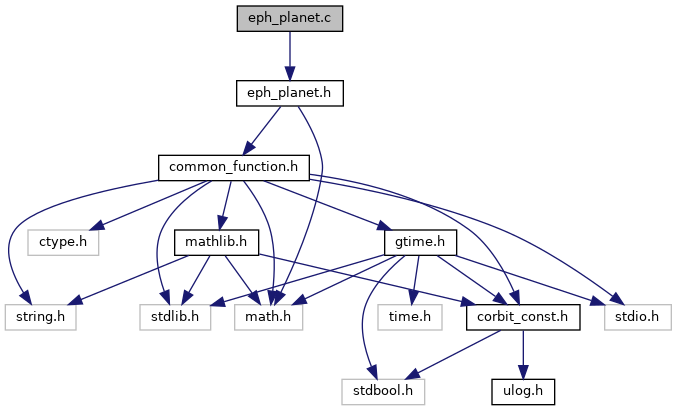 eph_planet.c
eph_planet.h
common_function.h
ctype.h
mathlib.h
gtime.h
string.h
stdlib.h
math.h
time.h
corbit_const.h
stdio.h
stdbool.h
ulog.h